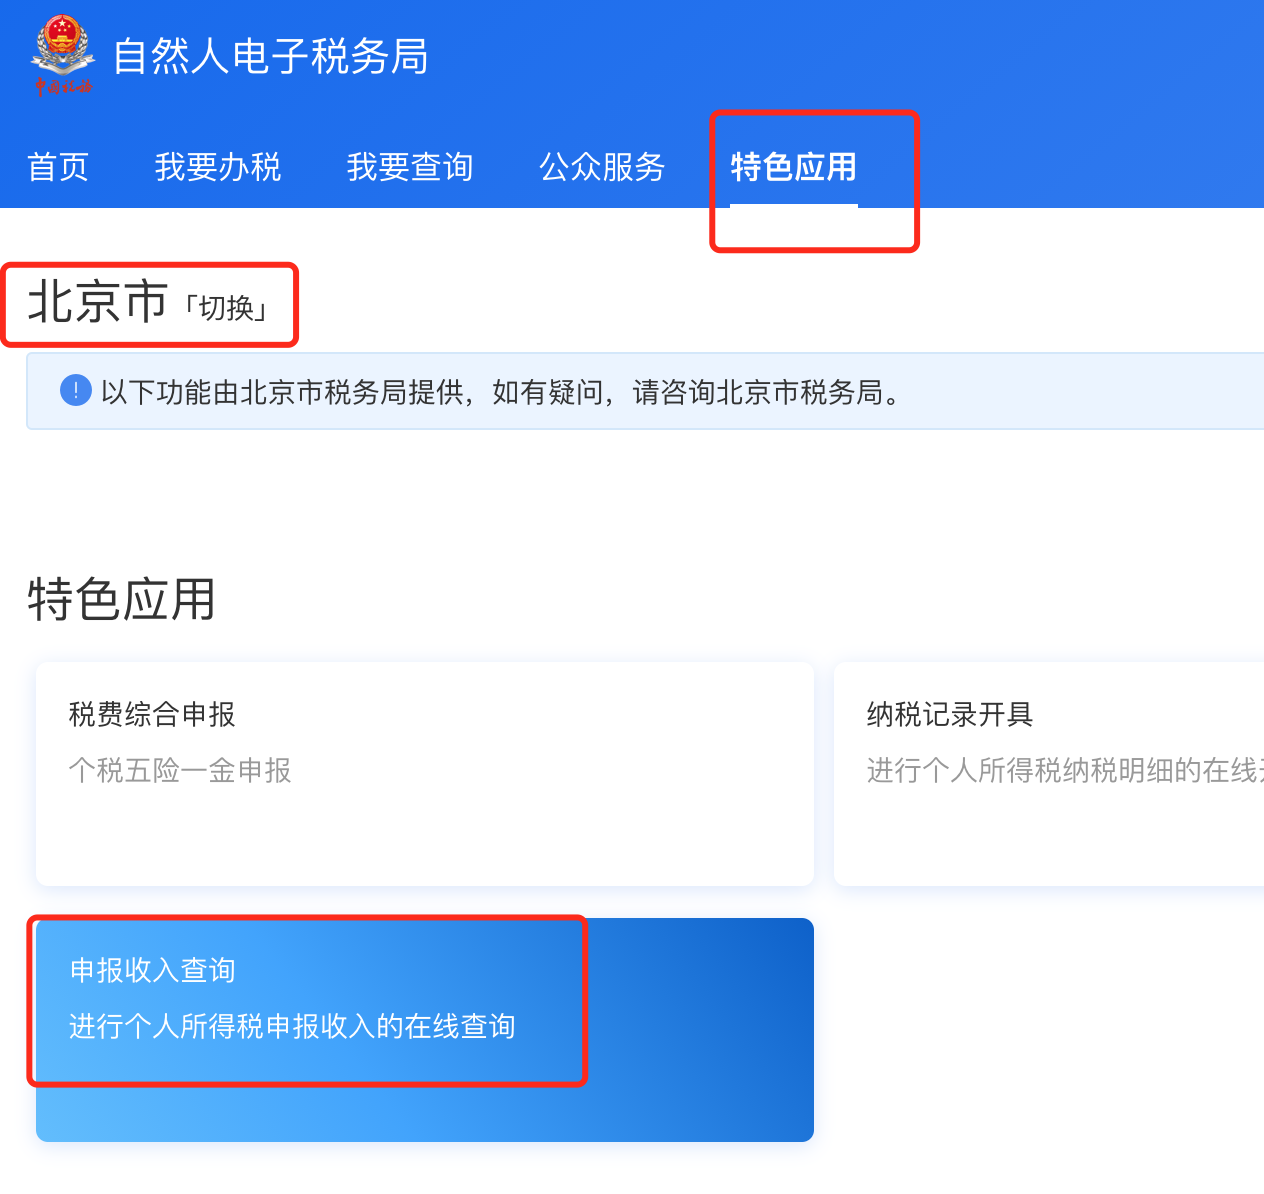 自然人电子税务局
中国税务
首页 我要办税 我要查询 公众服务 特色应用
北京市「切换」
! 以下功能由北京市税务局提供，如有疑问，请咨询北京市税务局。
特色应用
税费综合申报
个税五险一金申报
纳税记录开具
进行个人所得税纳税明细的在线
申报收入查询
进行个人所得税申报收入的在线查询